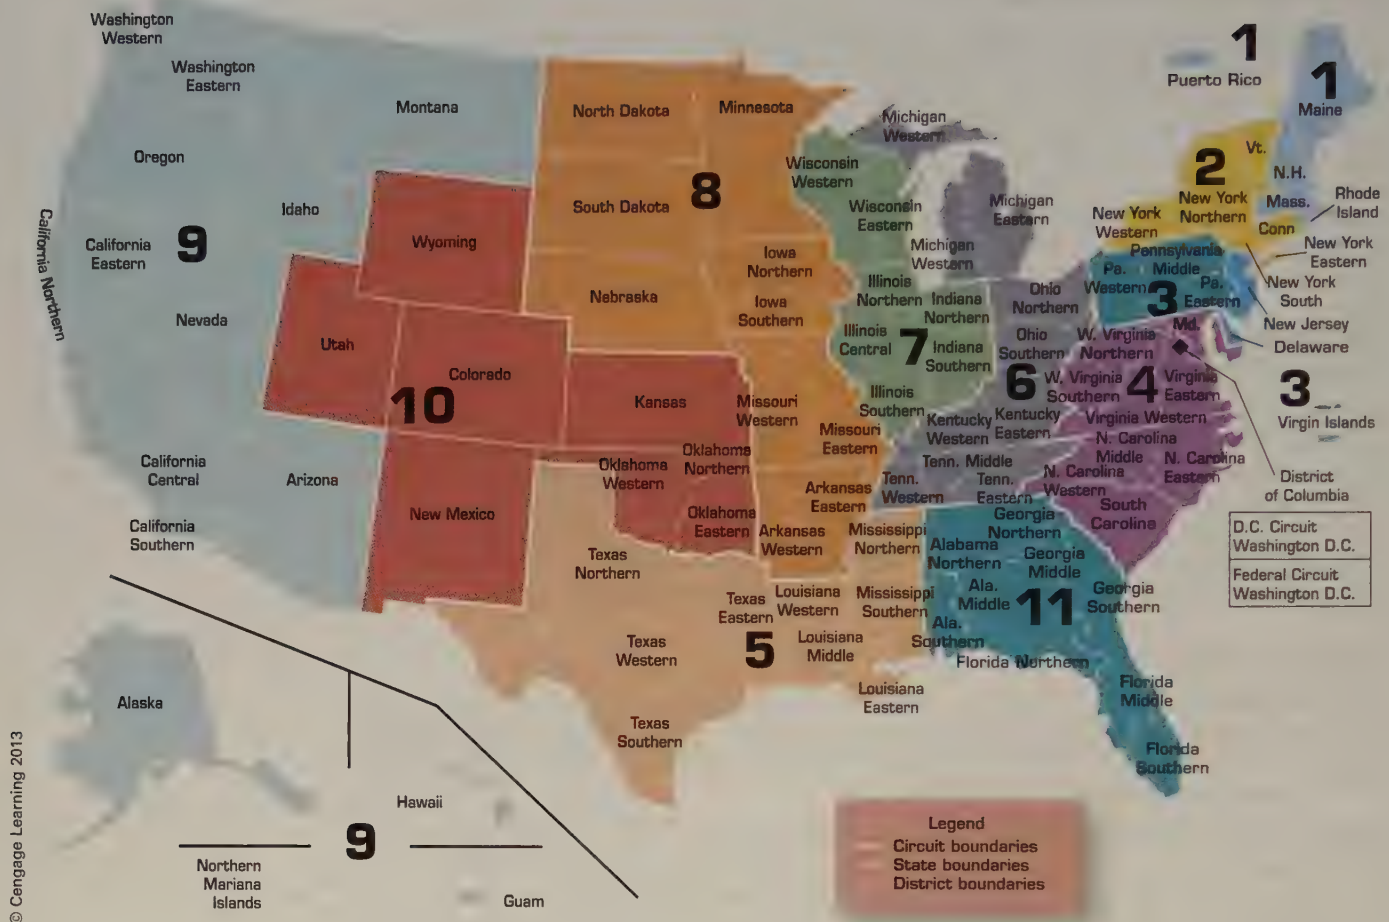 Washington
Western
Washington
Eastern
Montana
Oregon
Idaho
California Northern
California
Eastern
9
Nevada
California
Central
California
Southern
Arizona
Wyoming
Utah
Colorado
10
Kansas
Oklahoma
Western
Oklahoma
Northern
Oklahoma
Eastern
New Mexico
North Dakota
Minnesota
South Dakota
8
Nebraska
Iowa
Northern
Iowa
Southern
Missouri
Western
Missouri
Eastern
Arkansas
Eastern
Arkansas
Western
Wisconsin
Western
Wisconsin
Eastern
Illinois
Northern
Indiana
Northern
Illinois
Central
7
Indiana
Southern
Illinois
Southern
Michigan
Western
Michigan
Eastern
Michigan
Western
Ohio
Northern
Ohio
Southern
6
Kentucky
Western
Kentucky
Eastern
Tenn. Middle
Tenn.
Western
Tenn.
Eastern
1
Puerto Rico
1
Maine
N.H.
Mass.
Rhode
Island
2
Vt.
New York
Northern
New York
Western
Conn
New York
Eastern
New York
South
Pennsylvania
Middle
Pa.
Western
Pa.
Eastern
3
New Jersey
Delaware
3
Virgin Islands
Md.
W. Virginia
Northern
W. Virginia
Southern
4
Virginia
Eastern
Virginia Western
N. Carolina
Middle
N. Carolina
Eastern
N. Carolina
Western
South
Carolina
District
of Columbia
D.C. Circuit
Washington D.C.
Federal Circuit
Washington D.C.
Texas
Northern
Texas
Eastern
Texas
Western
Texas
Southern
5
Louisiana
Western
Louisiana
Middle
Louisiana
Eastern
Mississippi
Northern
Mississippi
Southern
Alabama
Northern
Ala.
Middle
Ala.
Southern
Georgia
Northern
Georgia
Middle
Georgia
Southern
11
Florida Northern
Florida
Middle
Florida
Southern
Alaska
Hawaii
9
Northern
Mariana
Islands
Guam
Legend
Circuit boundaries
State boundaries
District boundaries
© Cengage Learning 2013